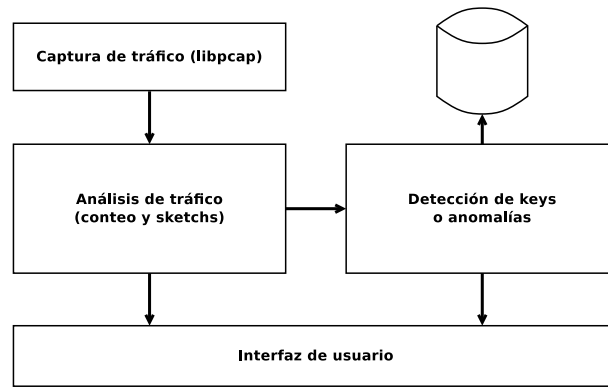 Captura de tráfico (libpcap)
Análisis de tráfico
(conteo y sketchs)
Detección de keys
o anomalías
Interfaz de usuario